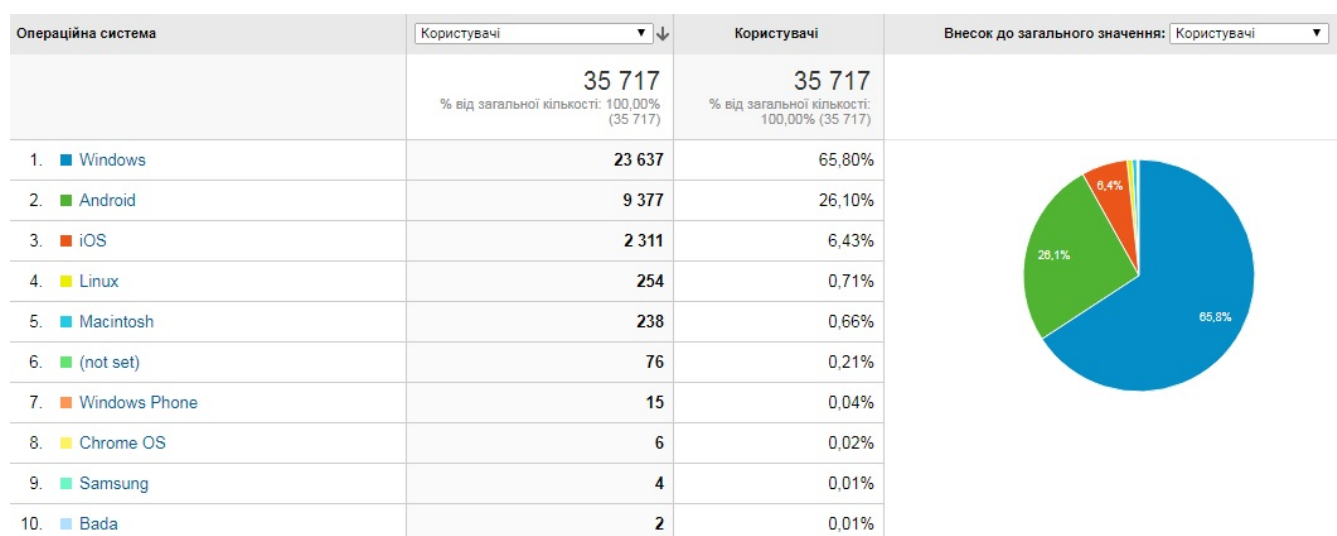 Операційна система Користувачі Користувачі Внесок до загального значення: Користувачі
35 717 35 717
% від загальної кількості: 100,00% % від загальної кількості:
(35 717) 100,00% (35 717)
1. Windows 23 637 65,80%
2. Android 9 377 26,10%
3. iOS 2 311 6,43%
4. Linux 254 0,71%
5. Macintosh 238 0,66%
6. (not set) 76 0,21%
7. Windows Phone 15 0,04%
8. Chrome OS 6 0,02%
9. Samsung 4 0,01%
10. Bada 2 0,01%
6,4%
26,1%
65,8%